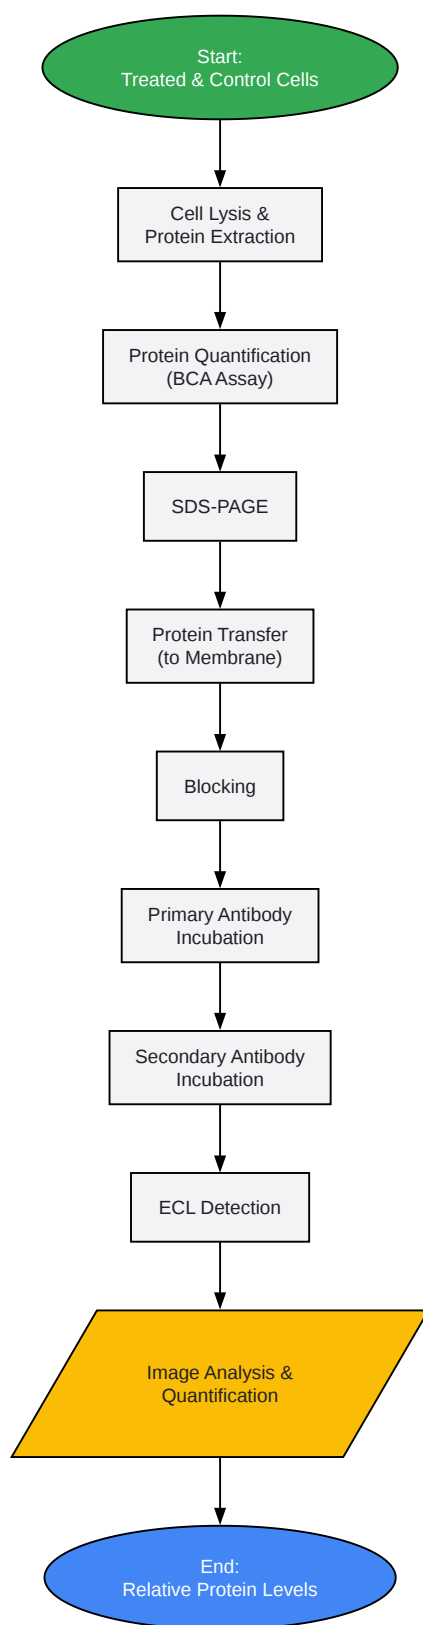 Start:
Treated & Control Cells
Cell Lysis &
Protein Extraction
Protein Quantification
(BCA Assay)
SDS-PAGE
Protein Transfer
(to Membrane)
Blocking
Primary Antibody
Incubation
Secondary Antibody
Incubation
ECL Detection
Image Analysis &
Quantification
End:
Relative Protein Levels